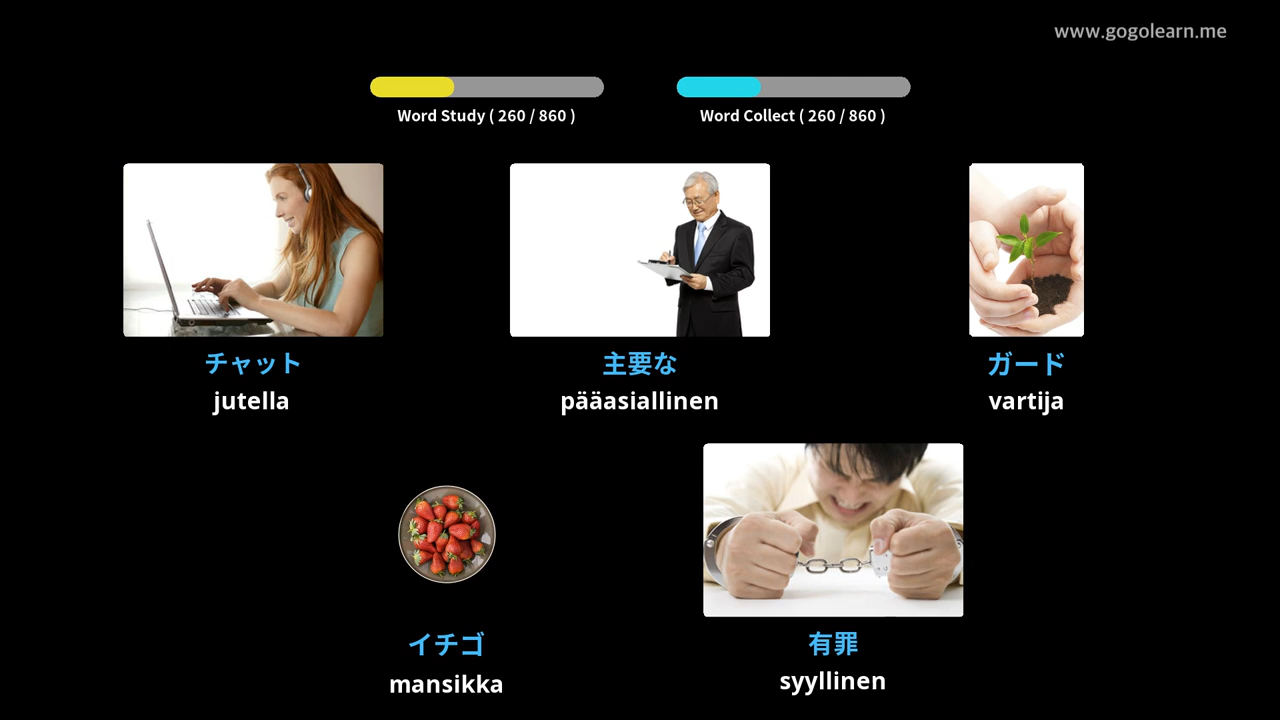 www.gogolearn.me
Word Study ( 260 / 860 )
Word Collect ( 260 / 860 )
チャット
jutella
主要な
pääasiallinen
ガード
vartija
イチゴ
mansikka
有罪
syyllinen